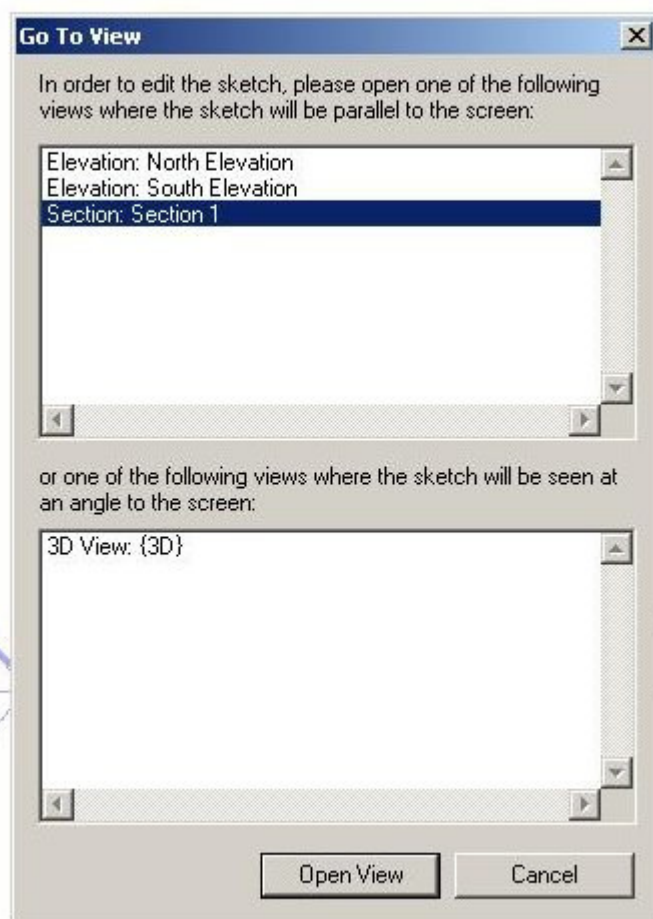 Go To View
In order to edit the sketch, please open one of the following
views where the sketch will be parallel to the screen:
Elevation: North Elevation
Elevation: South Elevation
Section: Section 1
or one of the following views where the sketch will be seen at
an angle to the screen:
3D View: {3D}
Open View
Cancel